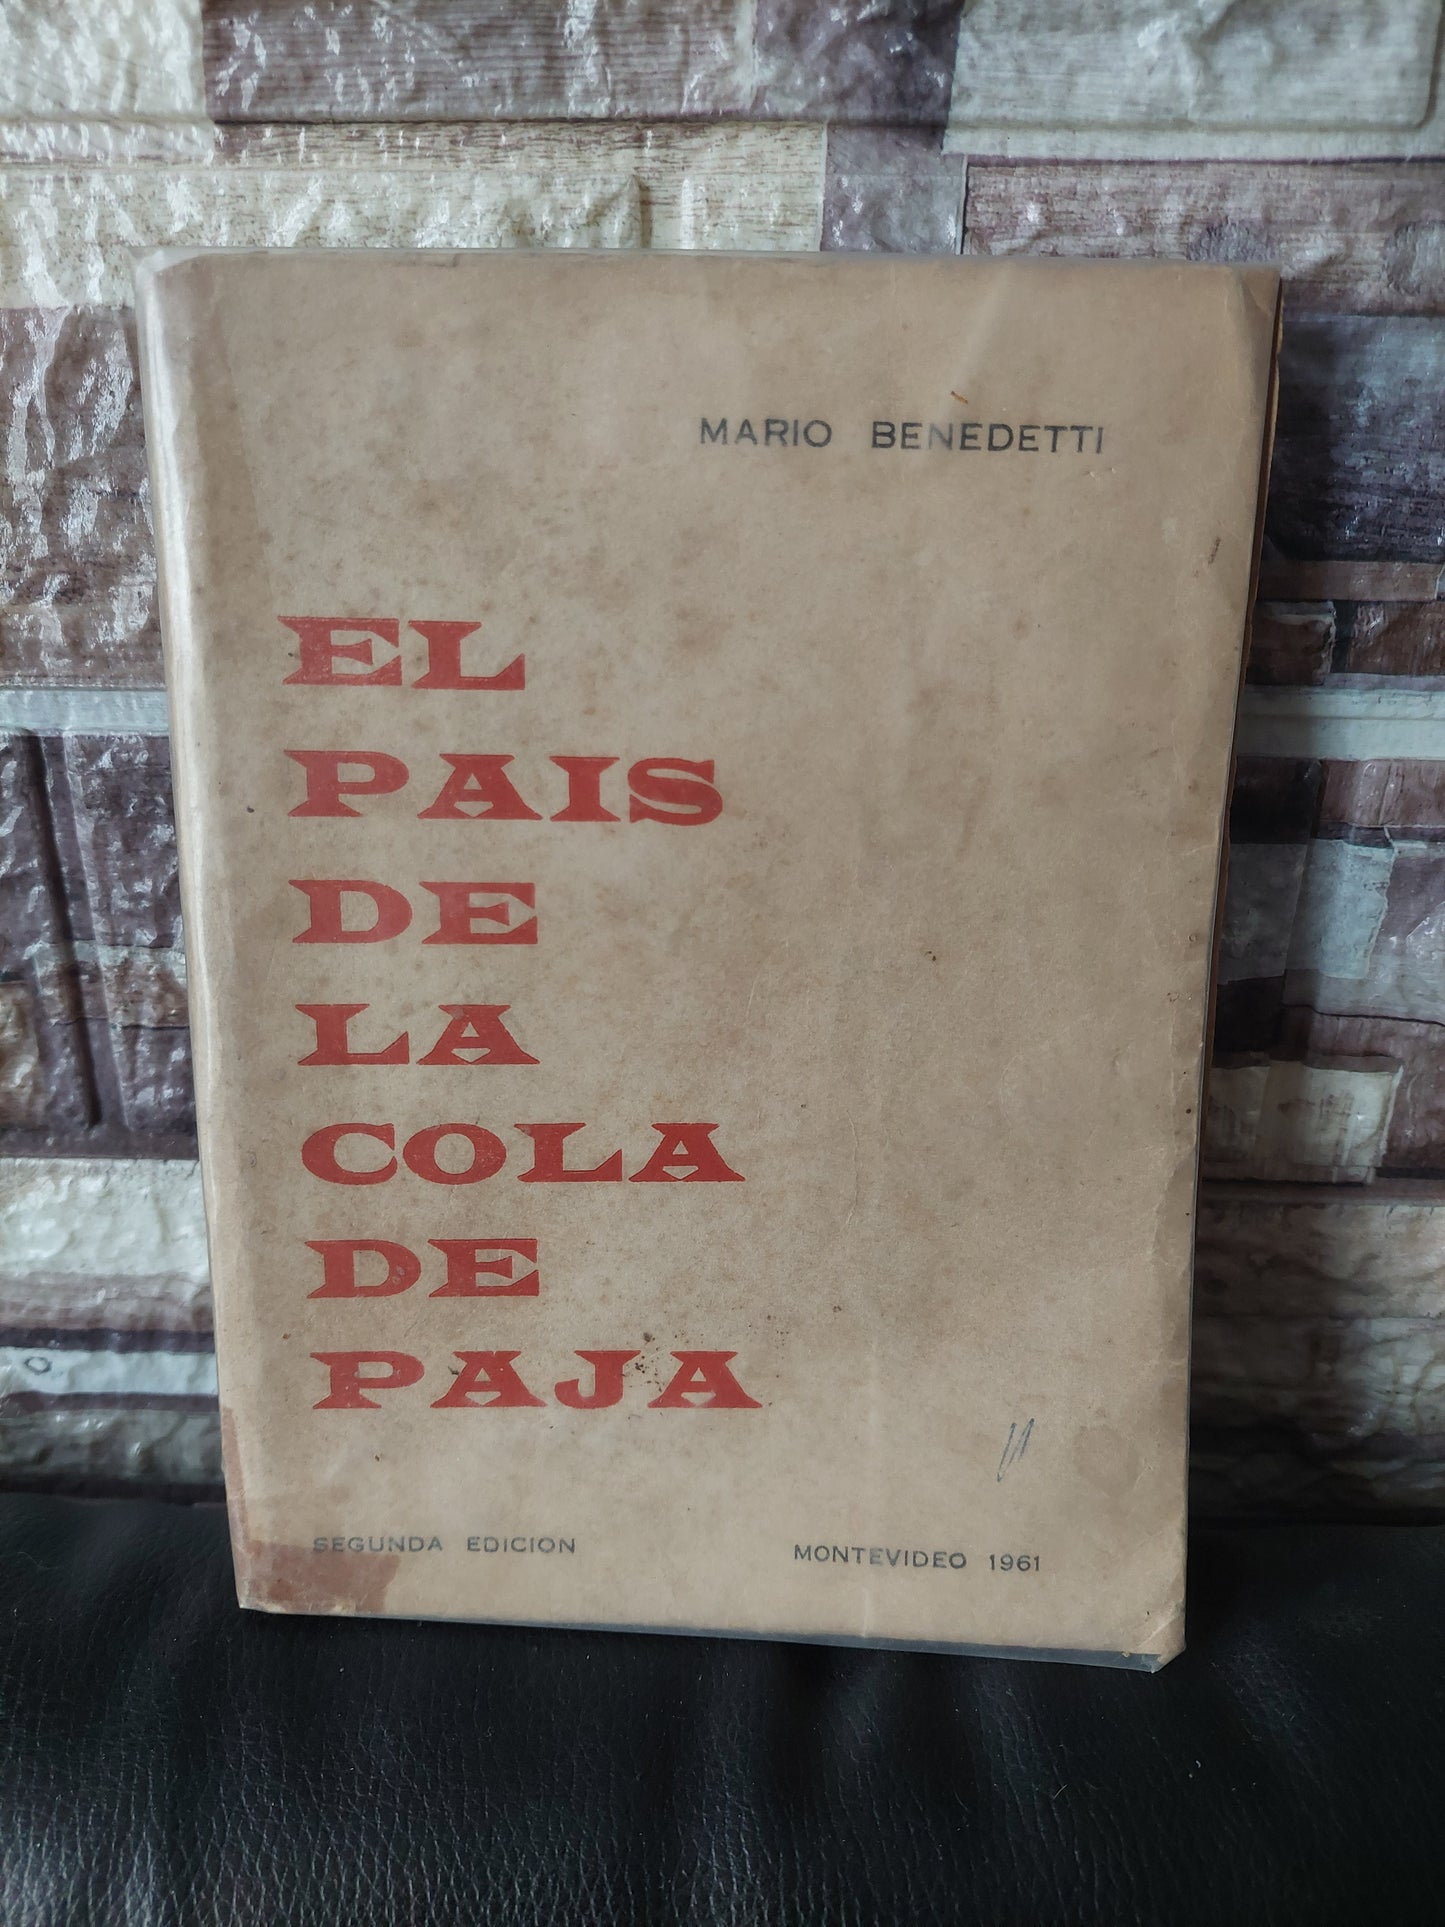 MARIO BENEDETTI
EL
PAIS
DE
LA
COLA
DE
PAJA
SEGUNDA EDICION MONTEVIDEO 1961